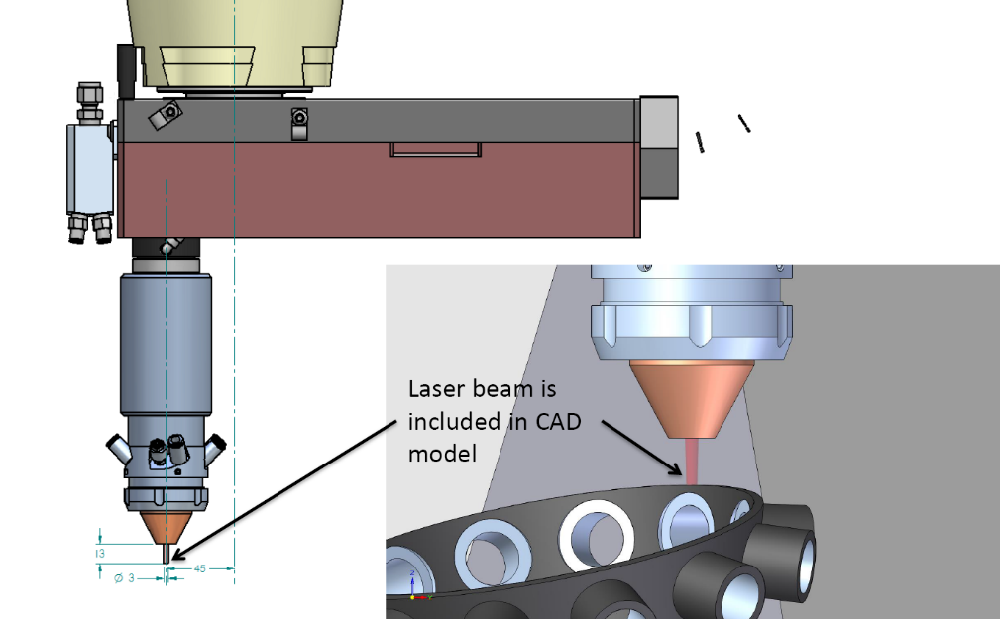 Laser beam is
included in CAD
model
13
Ø 3
45
z